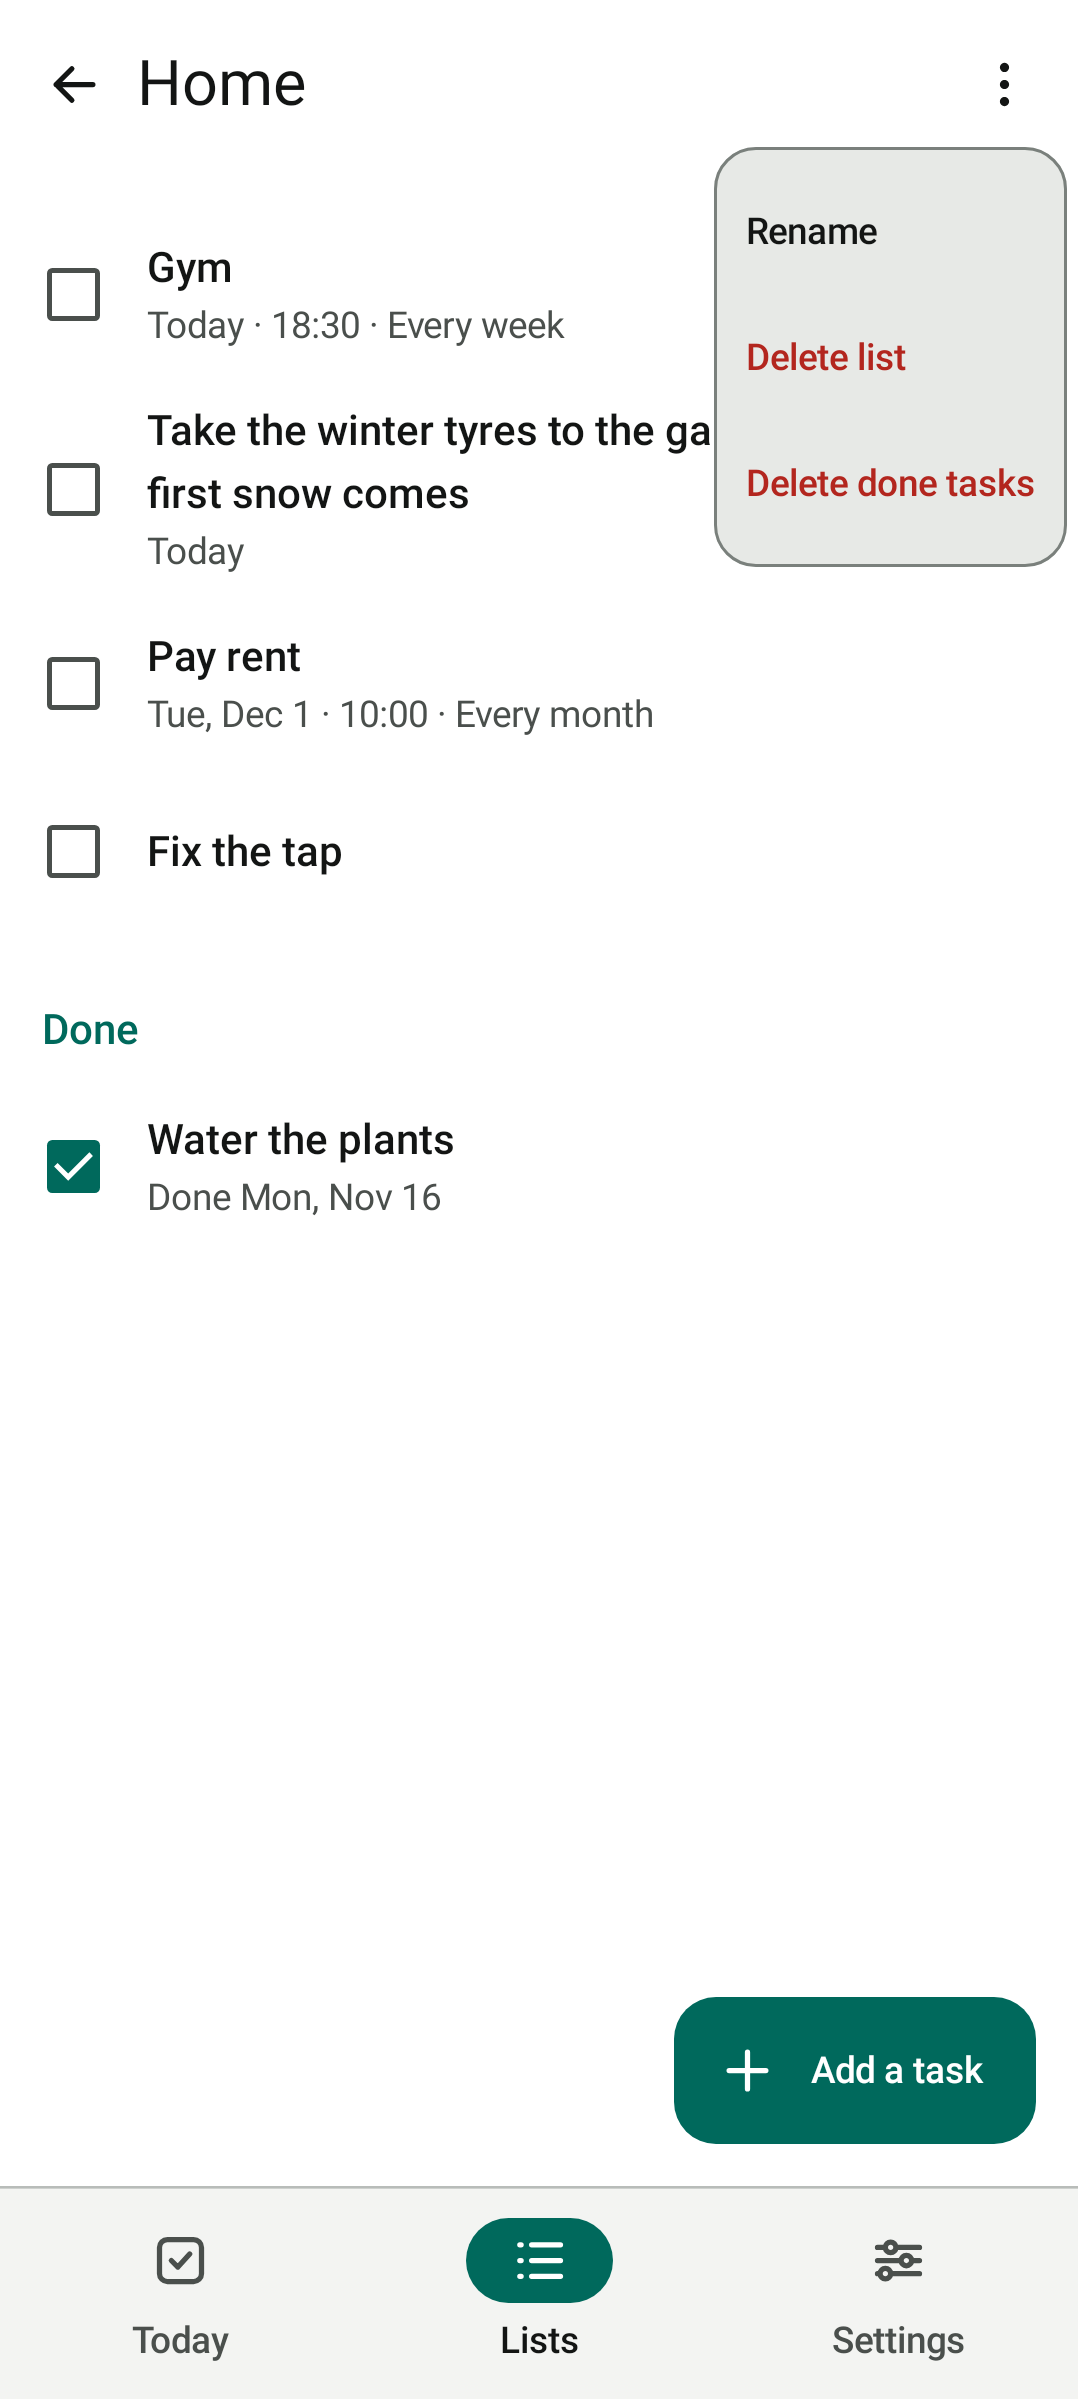 Home
Rename
Delete list
Delete done tasks
Gym
Today · 18:30 · Every week
Take the winter tyres to the
first snow comes
Today
Pay rent
Tue, Dec 1 · 10:00 · Every month
Fix the tap
Done
Water the plants
Done Mon, Nov 16
Add a task
Today
Lists
Settings